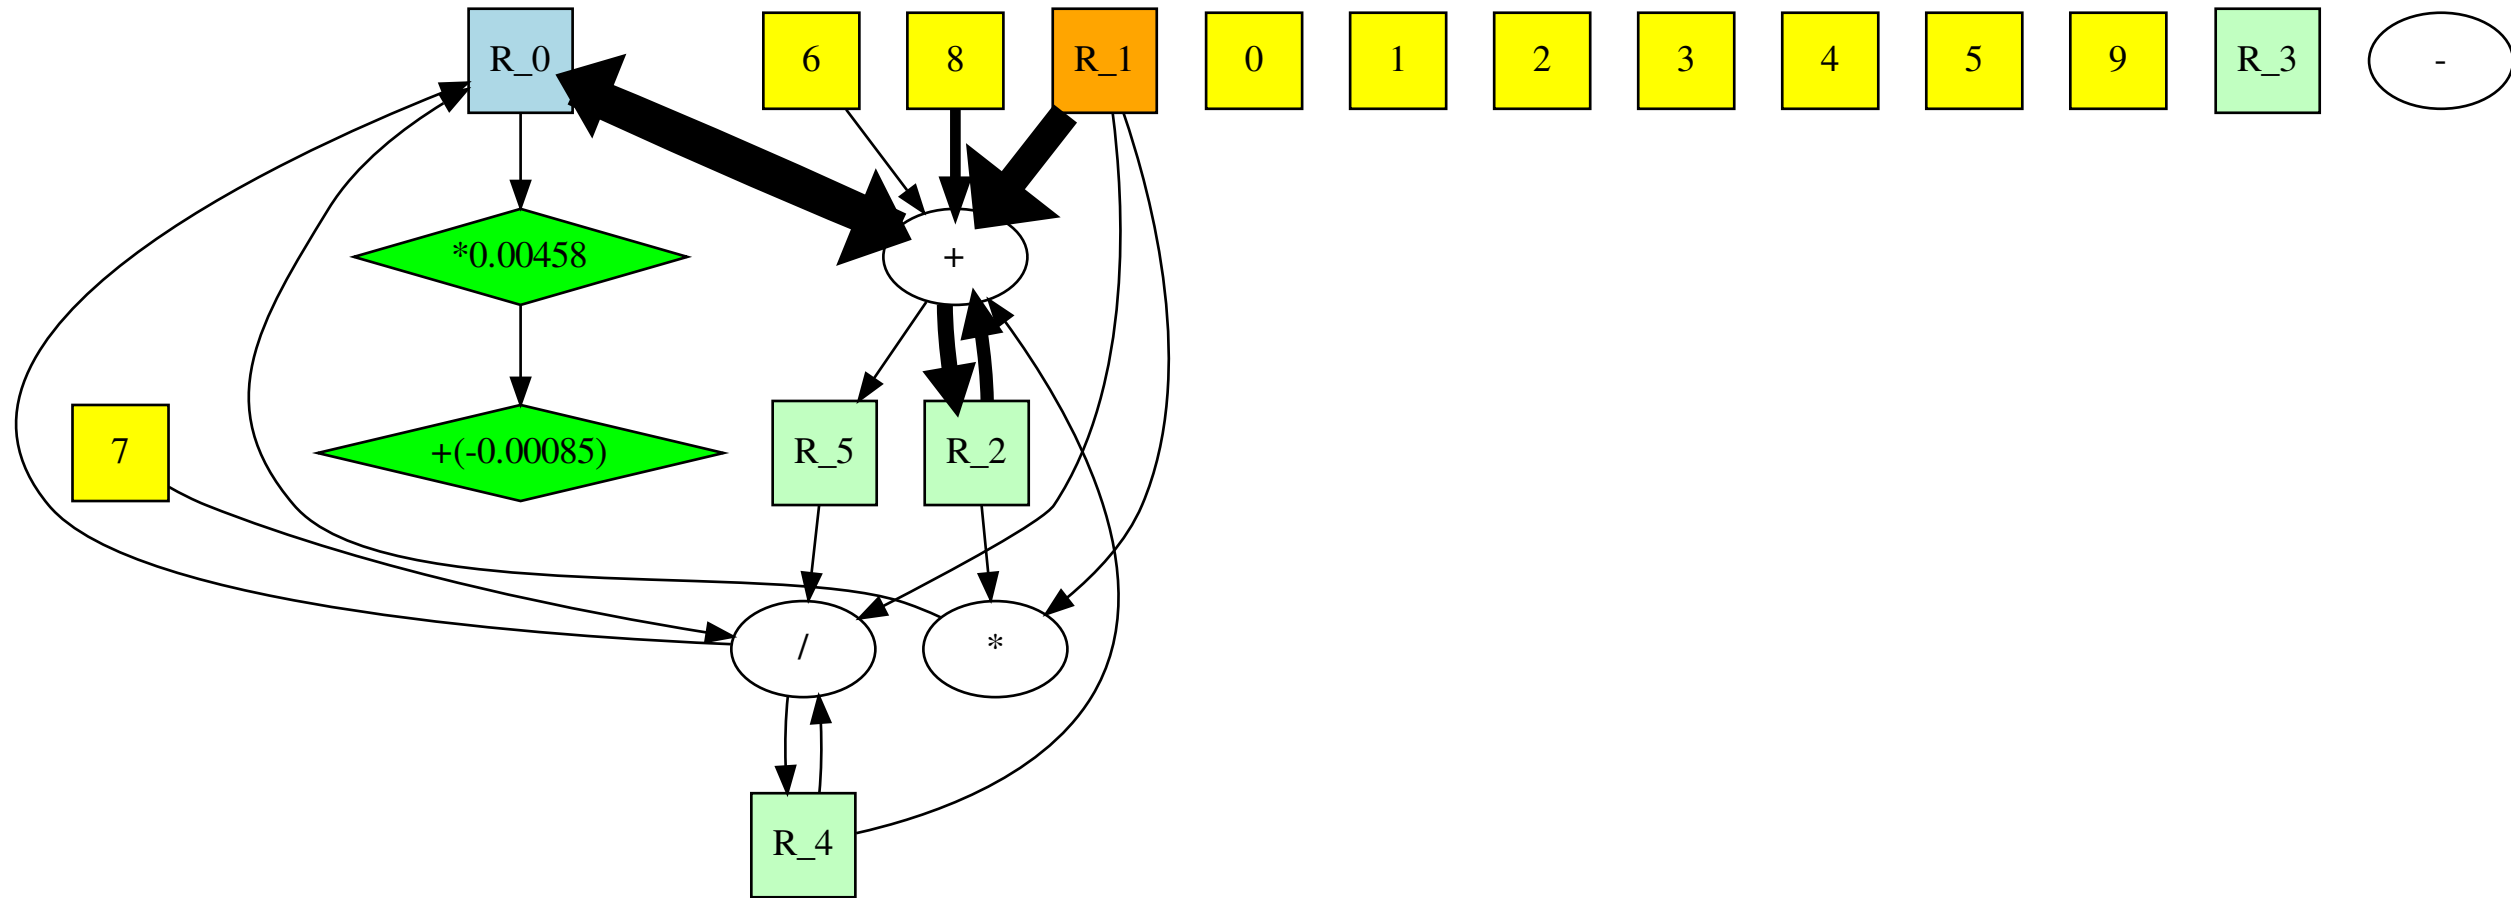 R_0
6
8
R_1
0
1
2
3
4
5
9
R_3
-
*0.00458
+
7
+(-0.00085)
R_5
R_2
/
*
R_4